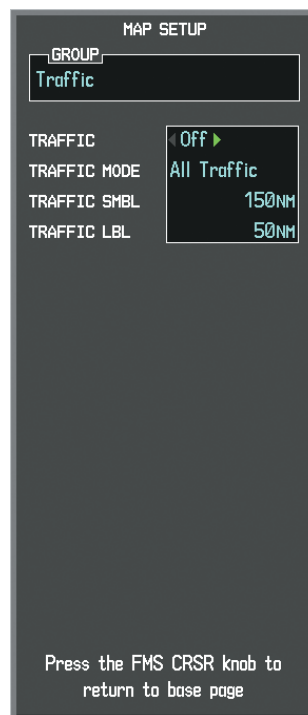 MAP SETUP
GROUP
Traffic
TRAFFIC Off
TRAFFIC MODE All Traffic
TRAFFIC SMBL 150NM
TRAFFIC LBL 50NM
Press the FMS CRSR knob to
return to base page